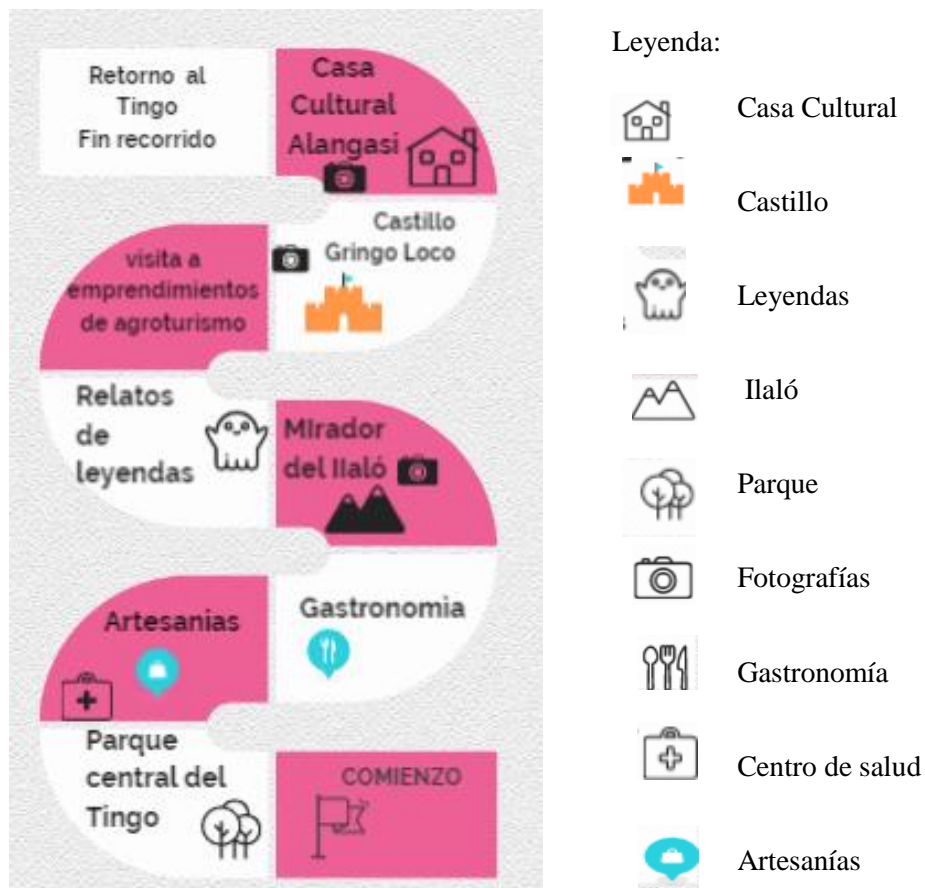 Retorno al
Tingo
Fin recorrido
Casa
Cultural
Alangasi
Castillo
Gringo Loco
visita a
emprendimientos
de agroturismo
Relatos
de
leyendas
MIrador
del Ilaló
Gastronomia
Artesanias
Parque
central del
Tingo
COMIENZO
Leyenda:
Casa Cultural
Castillo
Leyendas
Ilaló
Parque
Fotografías
Gastronomía
Centro de salud
Artesanías